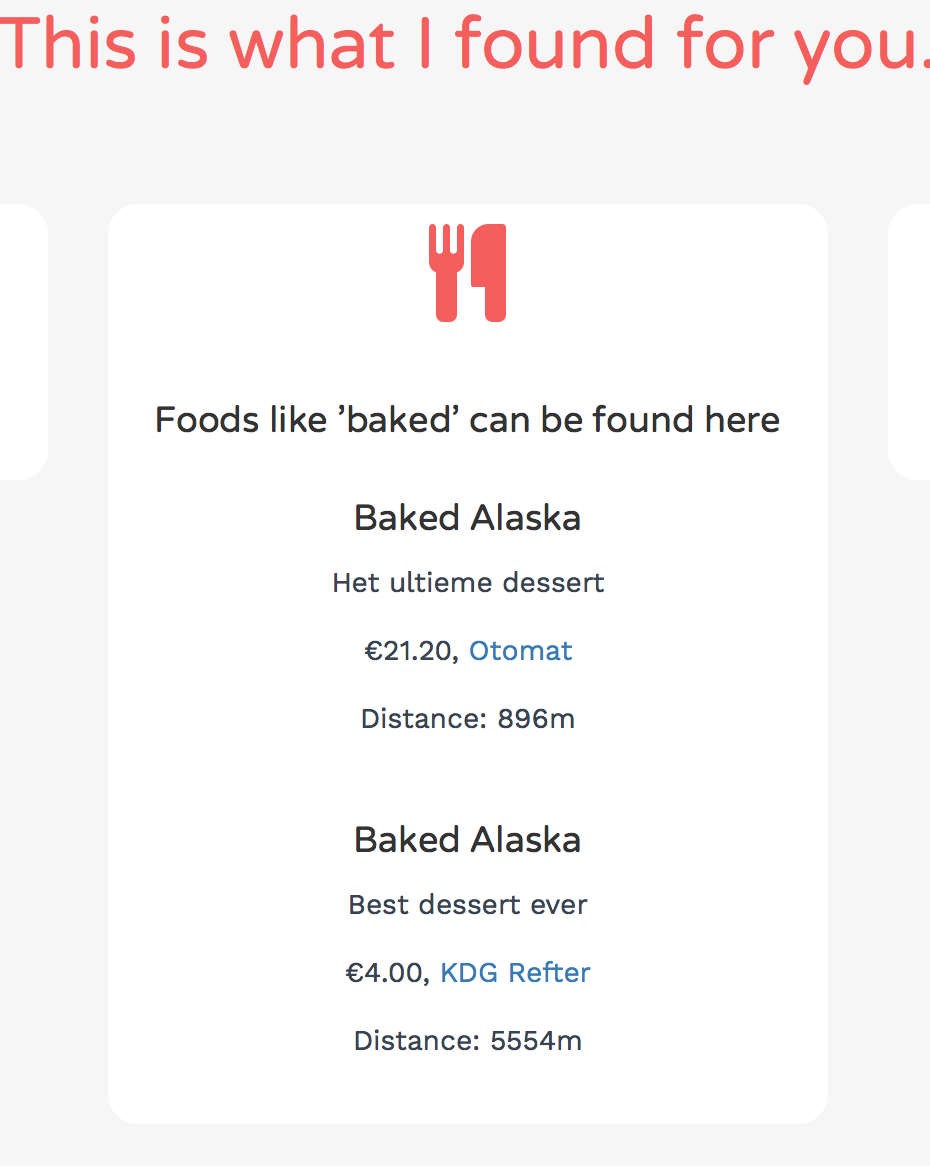 This is what I found for you.
Foods like ’baked’ can be found here
Baked Alaska
Het ultieme dessert
€21.20, Otomat
Distance: 896m
Baked Alaska
Best dessert ever
€4.00, KDG Refter
Distance: 5554m